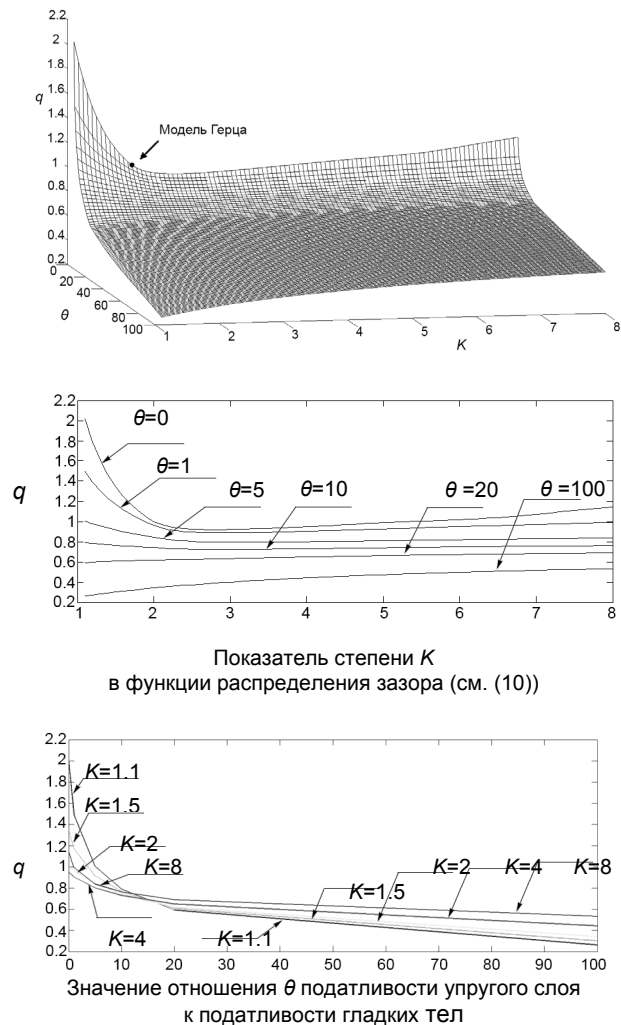 2.2
2
q
1.8
1.6
1.4
1.2
1
0.8
0.6
0.4
0.2
Модель Герца
0
20
40
60
80
100
θ
1 2 3 4 5 6 7 8
K
2.2
2
1.8
1.6
1.4
1.2
1
0.8
0.6
0.4
0.2
q
θ=0
θ=1
θ=5
θ=10
θ =20
θ =100
1 2 3 4 5 6 7 8
Показатель степени K
в функции распределения зазора (см. (10))
2.2
2
1.8
1.6
1.4
1.2
1
0.8
0.6
0.4
0.2
q
K=1.1
K=1.5
K=2
K=8
K=4
K=1.1
K=1.5
K=2
K=4
K=8
0 10 20 30 40 50 60 70 80 90 100
Значение отношения θ податливости упругого слоя
к податливости гладких тел